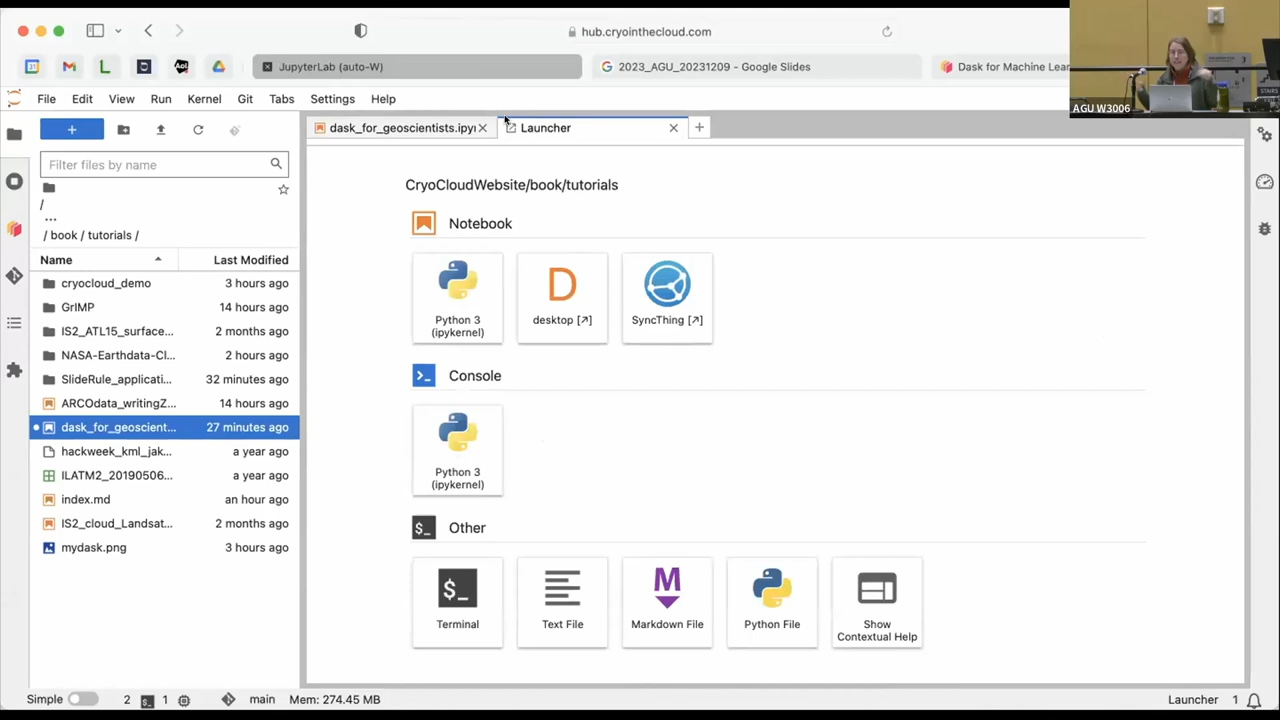 hub.cryointhecloud.com
JupyterLab (auto-W)
2023_AGU_20231209 - Google Slides
Dask for Machine Lear
AGU W3006
File Edit View Run Kernel Git Tabs Settings Help
dask_for_geoscientists.ipyn
Launcher
Filter files by name
/
...
/ book / tutorials /
Name Last Modified
cryocloud_demo 3 hours ago
GrIMP 14 hours ago
IS2_ATL15_surface... 2 months ago
NASA-Earthdata-Cl... 2 hours ago
SlideRule_applicati... 32 minutes ago
ARCOdata_writingZ... 14 hours ago
dask_for_geoscient... 27 minutes ago
hackweek_kml_jak... a year ago
ILATM2_20190506... a year ago
index.md an hour ago
IS2_cloud_Landsat... 2 months ago
mydask.png 3 hours ago
CryoCloudWebsite/book/tutorials
Notebook
Python 3
(ipykernel)
D
desktop [↗]
SyncThing [↗]
Console
Python 3
(ipykernel)
Other
$_
Terminal
Text File
M
Markdown File
Python File
Show
Contextual Help
Simple 2 1 main Mem: 274.45 MB Launcher 1